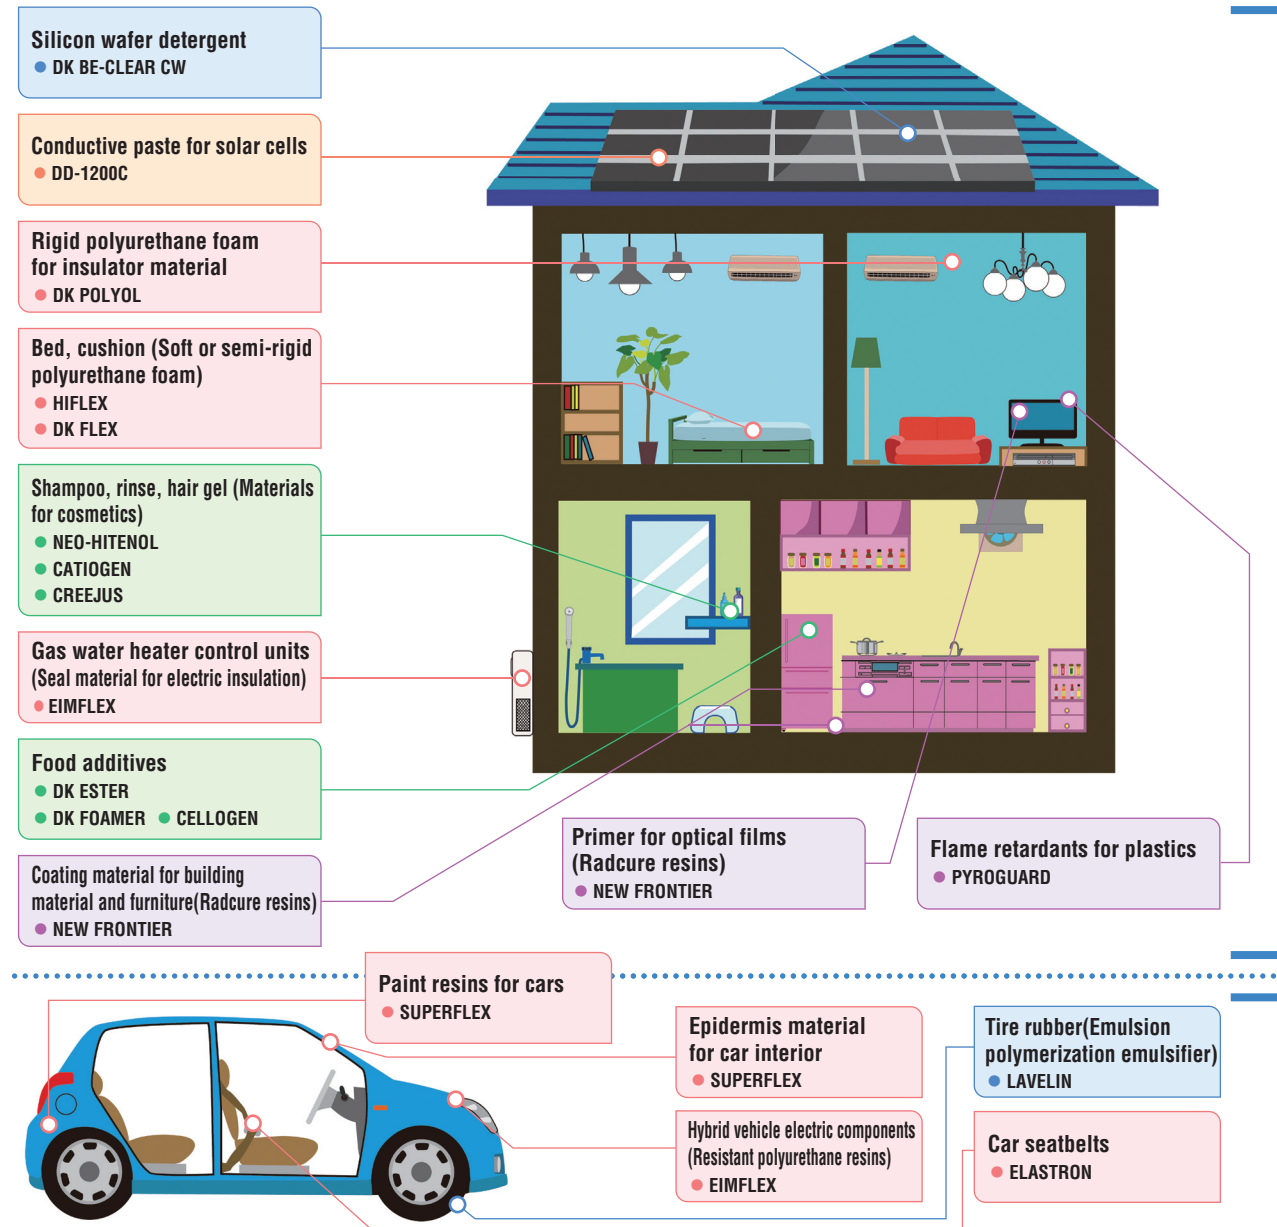 Silicon wafer detergent
● DK BE-CLEAR CW
Conductive paste for solar cells
● DD-1200C
Rigid polyurethane foam
for insulator material
● DK POLYOL
Bed, cushion (Soft or semi-rigid
polyurethane foam)
● HIFLEX
● DK FLEX
Shampoo, rinse, hair gel (Materials
for cosmetics)
● NEO-HITENOL
● CATIOGEN
● CREEJUS
Gas water heater control units
(Seal material for electric insulation)
● EIMFLEX
Food additives
● DK ESTER
● DK FOAMER ● CELLOGEN
Coating material for building
material and furniture(Radcure resins)
● NEW FRONTIER
Primer for optical films
(Radcure resins)
● NEW FRONTIER
Flame retardants for plastics
● PYROGUARD
Paint resins for cars
● SUPERFLEX
Epidermis material
for car interior
● SUPERFLEX
Tire rubber(Emulsion
polymerization emulsifier)
● LAVELIN
Hybrid vehicle electric components
(Resistant polyurethane resins)
● EIMFLEX
Car seatbelts
● ELASTRON